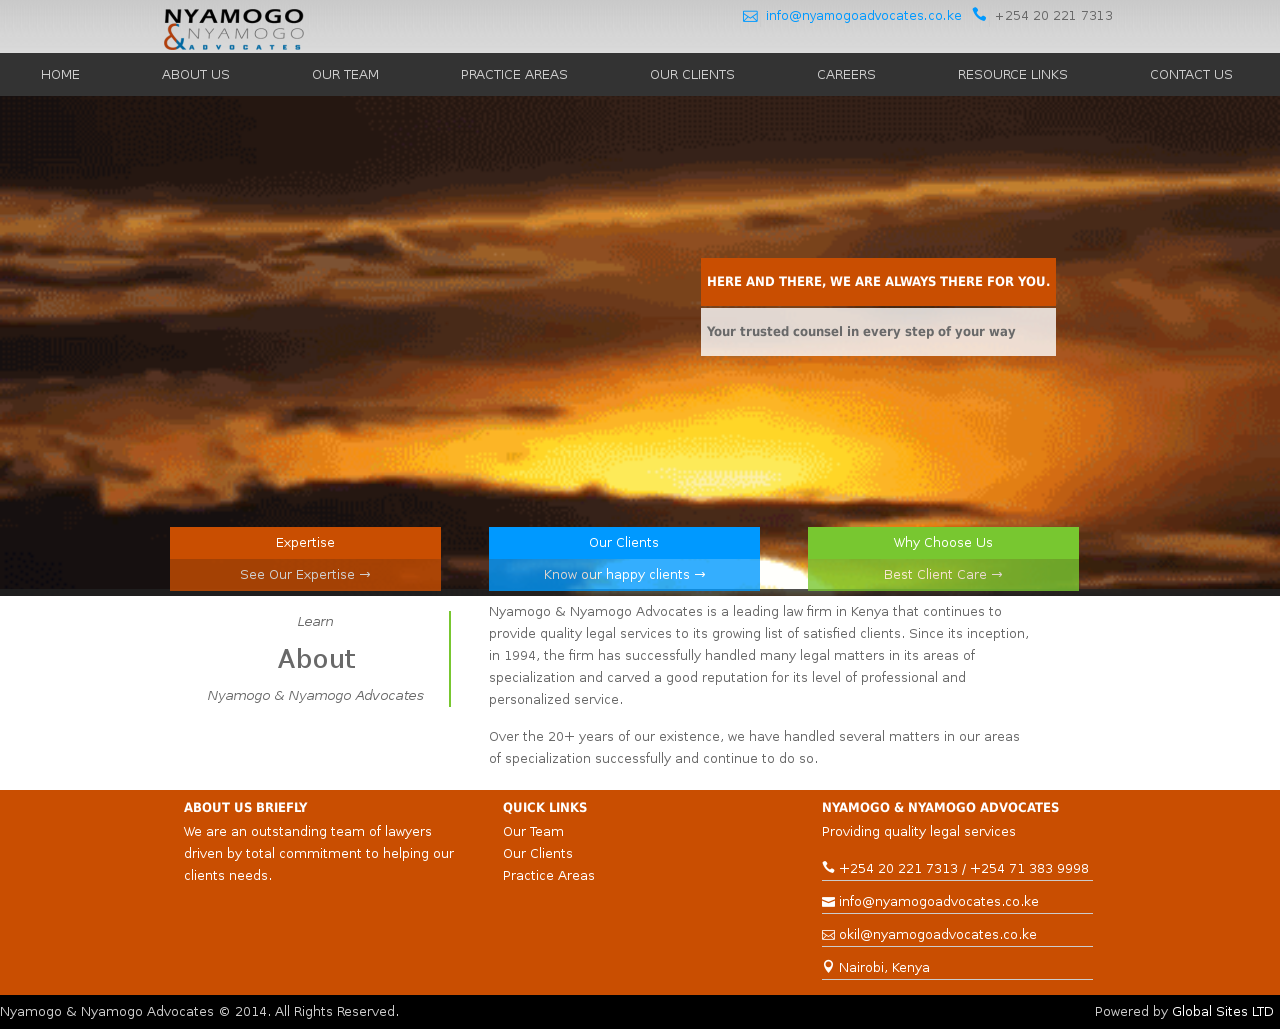 NYAMOGO
&NYAMOGO
ADVOCATES
info@nyamogoadvocates.co.ke +254 20 221 7313
HOME ABOUT US OUR TEAM PRACTICE AREAS OUR CLIENTS CAREERS RESOURCE LINKS CONTACT US
HERE AND THERE, WE ARE ALWAYS THERE FOR YOU.
Your trusted counsel in every step of your way
Expertise
See Our Expertise →
Our Clients
Know our happy clients →
Why Choose Us
Best Client Care →
Learn
About
Nyamogo & Nyamogo Advocates
Nyamogo & Nyamogo Advocates is a leading law firm in Kenya that continues to
provide quality legal services to its growing list of satisfied clients. Since its inception,
in 1994, the firm has successfully handled many legal matters in its areas of
specialization and carved a good reputation for its level of professional and
personalized service.
Over the 20+ years of our existence, we have handled several matters in our areas
of specialization successfully and continue to do so.
ABOUT US BRIEFLY
We are an outstanding team of lawyers
driven by total commitment to helping our
clients needs.
QUICK LINKS
Our Team
Our Clients
Practice Areas
NYAMOGO & NYAMOGO ADVOCATES
Providing quality legal services
+254 20 221 7313 / +254 71 383 9998
info@nyamogoadvocates.co.ke
okil@nyamogoadvocates.co.ke
Nairobi, Kenya
Nyamogo & Nyamogo Advocates © 2014. All Rights Reserved.
Powered by Global Sites LTD